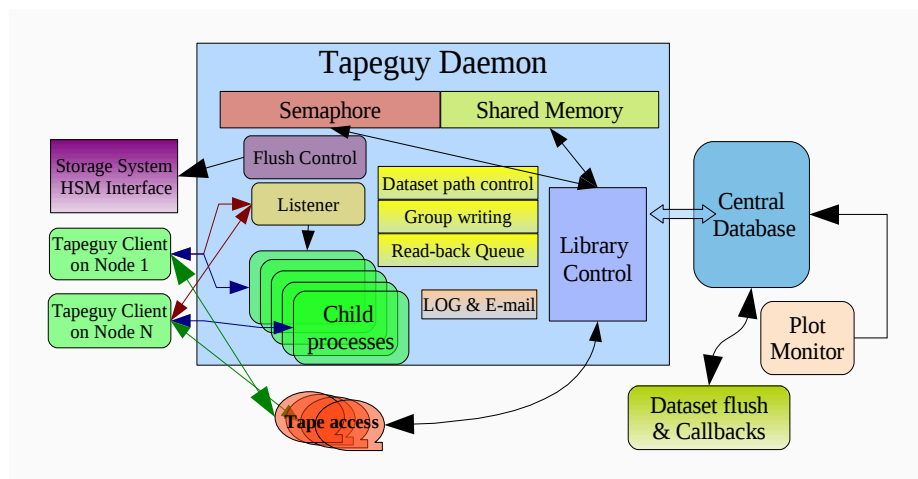 Tapeguy Daemon
Semaphore
Shared Memory
Flush Control
Storage System
HSM Interface
Dataset path control
Listener
Group writing
Central
Database
Tapeguy Client
on Node 1
Read-back Queue
Library
Control
Tapeguy Client
on Node N
LOG & E-mail
Child
processes
Plot
Monitor
Tape access
Dataset flush
& Callbacks